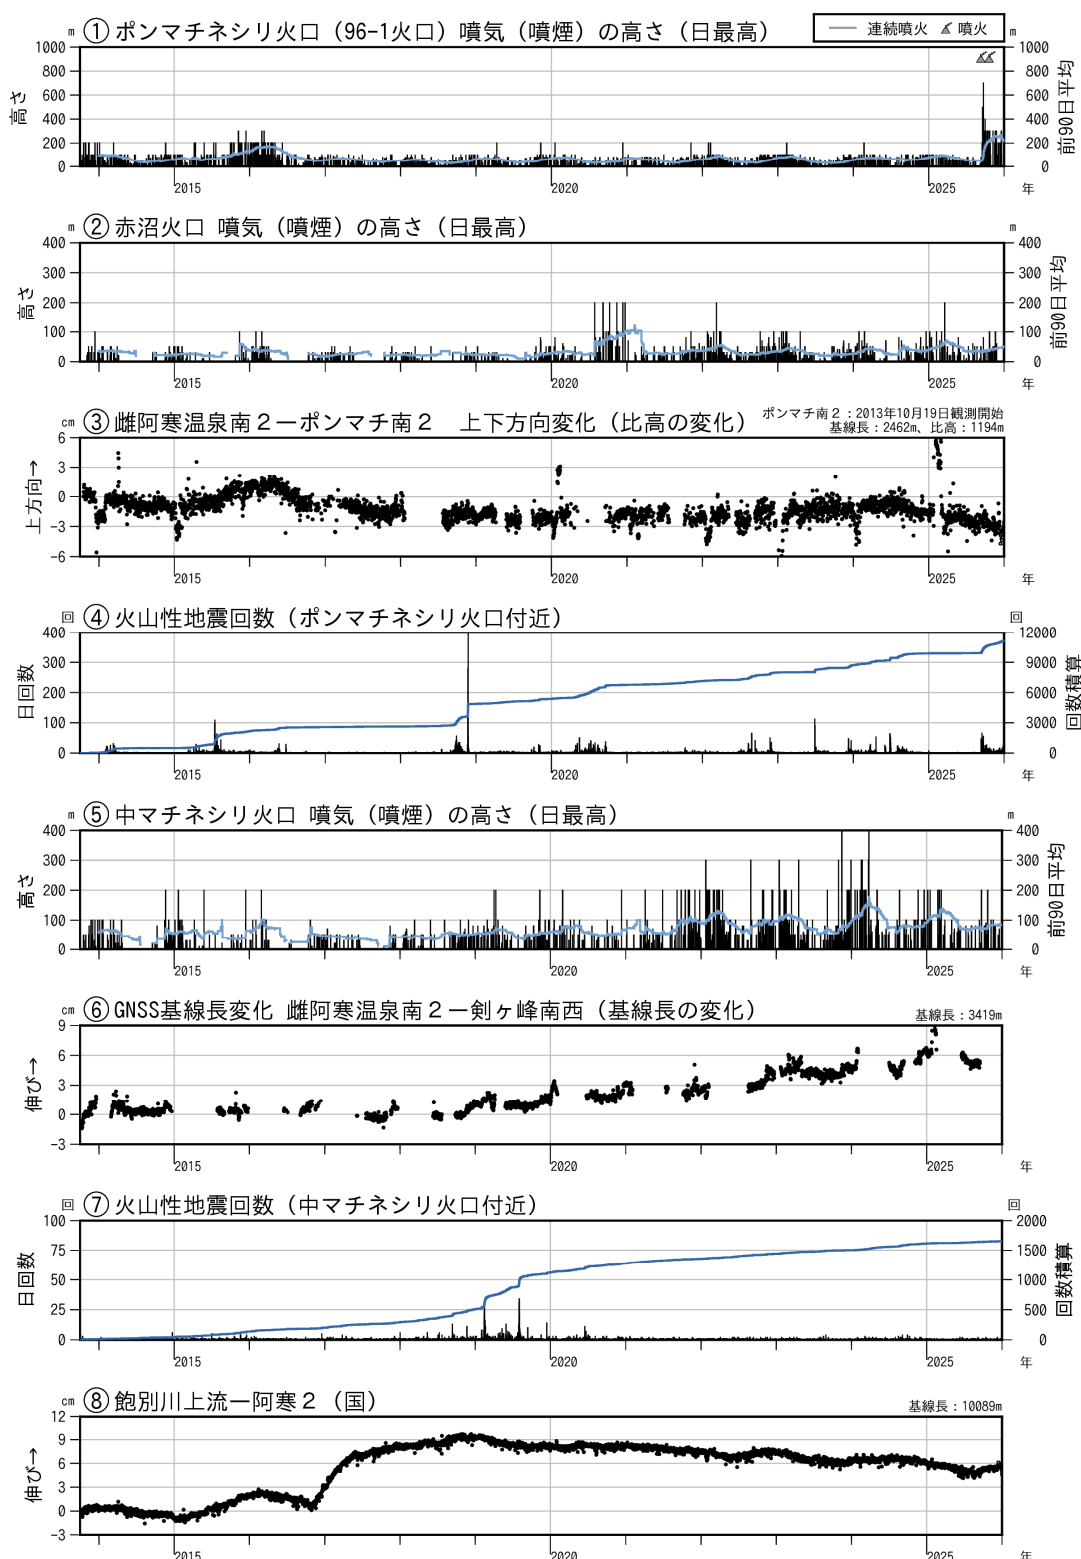 m ① ポンマチネシリ火口（96-1火口）噴気（噴煙）の高さ（日最高） 連続噴火 噴火 m
1000 1000
800 800
600 600
400 400
200 200
0 0
高さ
前90日平均
2015 2020 2025 年
m ② 赤沼火口 噴気（噴煙）の高さ（日最高） m
400 400
300 300
200 200
100 100
0 0
高さ
前90日平均
2015 2020 2025 年
cm ③ 雌阿寒温泉南２－ポンマチ南２　上下方向変化（比高の変化） ポンマチ南２：2013年10月19日観測開始
基線長：2462m、比高：1194m
6
3
0
-3
-6
上方向→
2015 2020 2025 年
回 ④ 火山性地震回数（ポンマチネシリ火口付近） 回
400 12000
300 9000
200 6000
100 3000
0 0
日回数
回数積算
2015 2020 2025 年
m ⑤ 中マチネシリ火口 噴気（噴煙）の高さ（日最高） m
400 400
300 300
200 200
100 100
0 0
高さ
前90日平均
2015 2020 2025 年
cm ⑥ GNSS基線長変化 雌阿寒温泉南２－剣ヶ峰南西（基線長の変化） 基線長：3419m
9
6
3
0
-3
伸び→
2015 2020 2025 年
回 ⑦ 火山性地震回数（中マチネシリ火口付近） 回
100 2000
75 1500
50 1000
25 500
0 0
日回数
回数積算
2015 2020 2025 年
cm ⑧ 飽別川上流－阿寒２（国） 基線長：10089m
12
9
6
3
0
-3
伸び→
2015 2020 2025 年